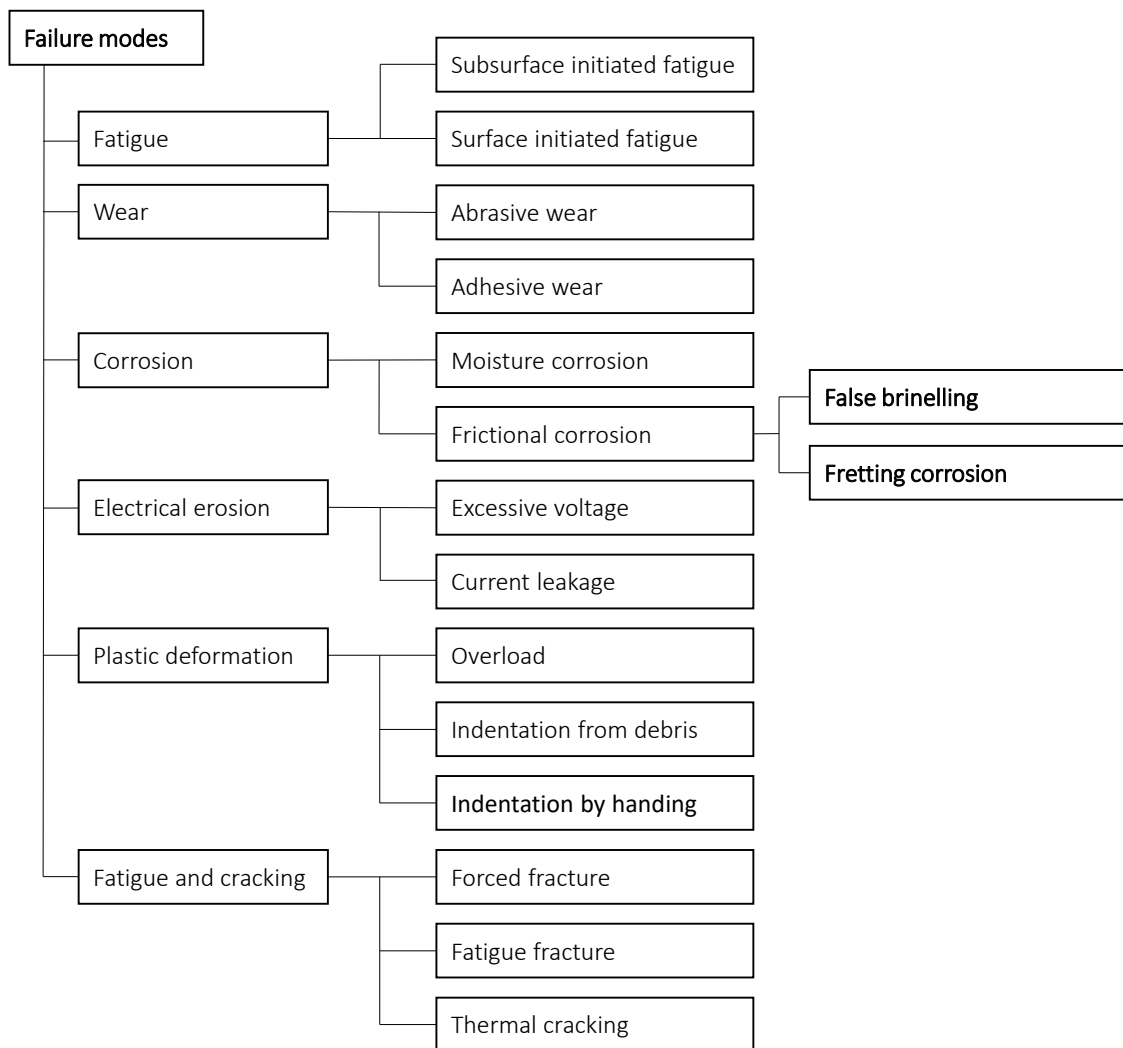 Failure modes
Subsurface initiated fatigue
Fatigue
Surface initiated fatigue
Wear
Abrasive wear
Adhesive wear
Corrosion
Moisture corrosion
False brinelling
Frictional corrosion
Fretting corrosion
Electrical erosion
Excessive voltage
Current leakage
Plastic deformation
Overload
Indentation from debris
Indentation by handing
Fatigue and cracking
Forced fracture
Fatigue fracture
Thermal cracking